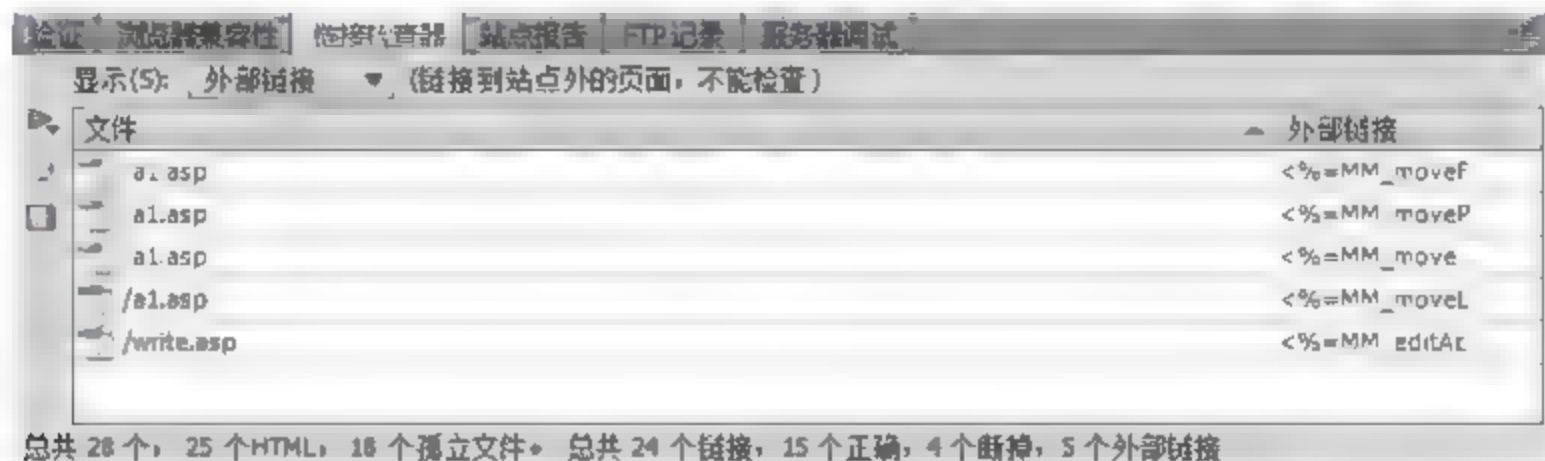 验证 浏览器兼容性 链接检查器 站点报告 FTP记录 服务器调试
显示(S): 外部链接 (链接到站点外的页面，不能检查)
文件 外部链接
a1.asp <%=MM_moveF
a1.asp <%=MM_moveP
a1.asp <%=MM_move
/a1.asp <%=MM_moveL
/write.asp <%=MM_editAc
总共 28 个，25 个HTML，18 个孤立文件。 总共 24 个链接，15 个正确，4 个断掉，5 个外部链接